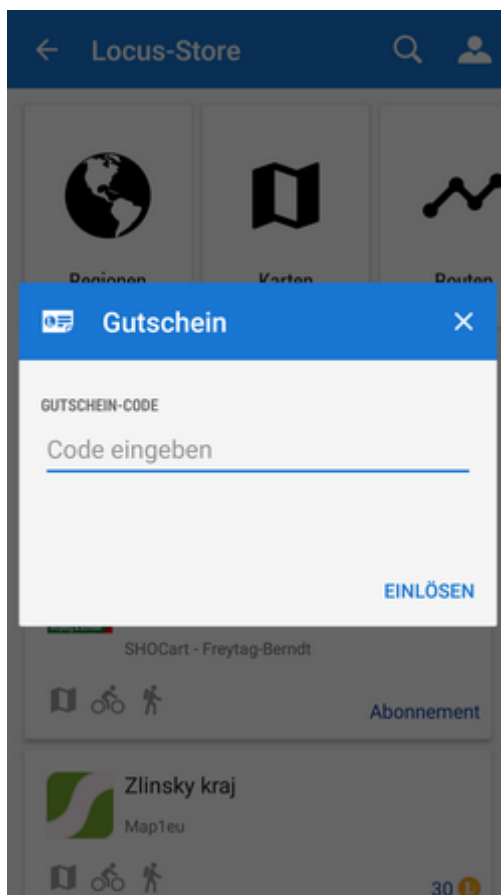 Locus-Store
Regionen
Karten
Routen
Gutschein
GUTSCHEIN-CODE
Code eingeben
EINLÖSEN
SHOCart - Freytag-Berndt
Abonnement
Zlinsky kraj
Map1eu
30 L